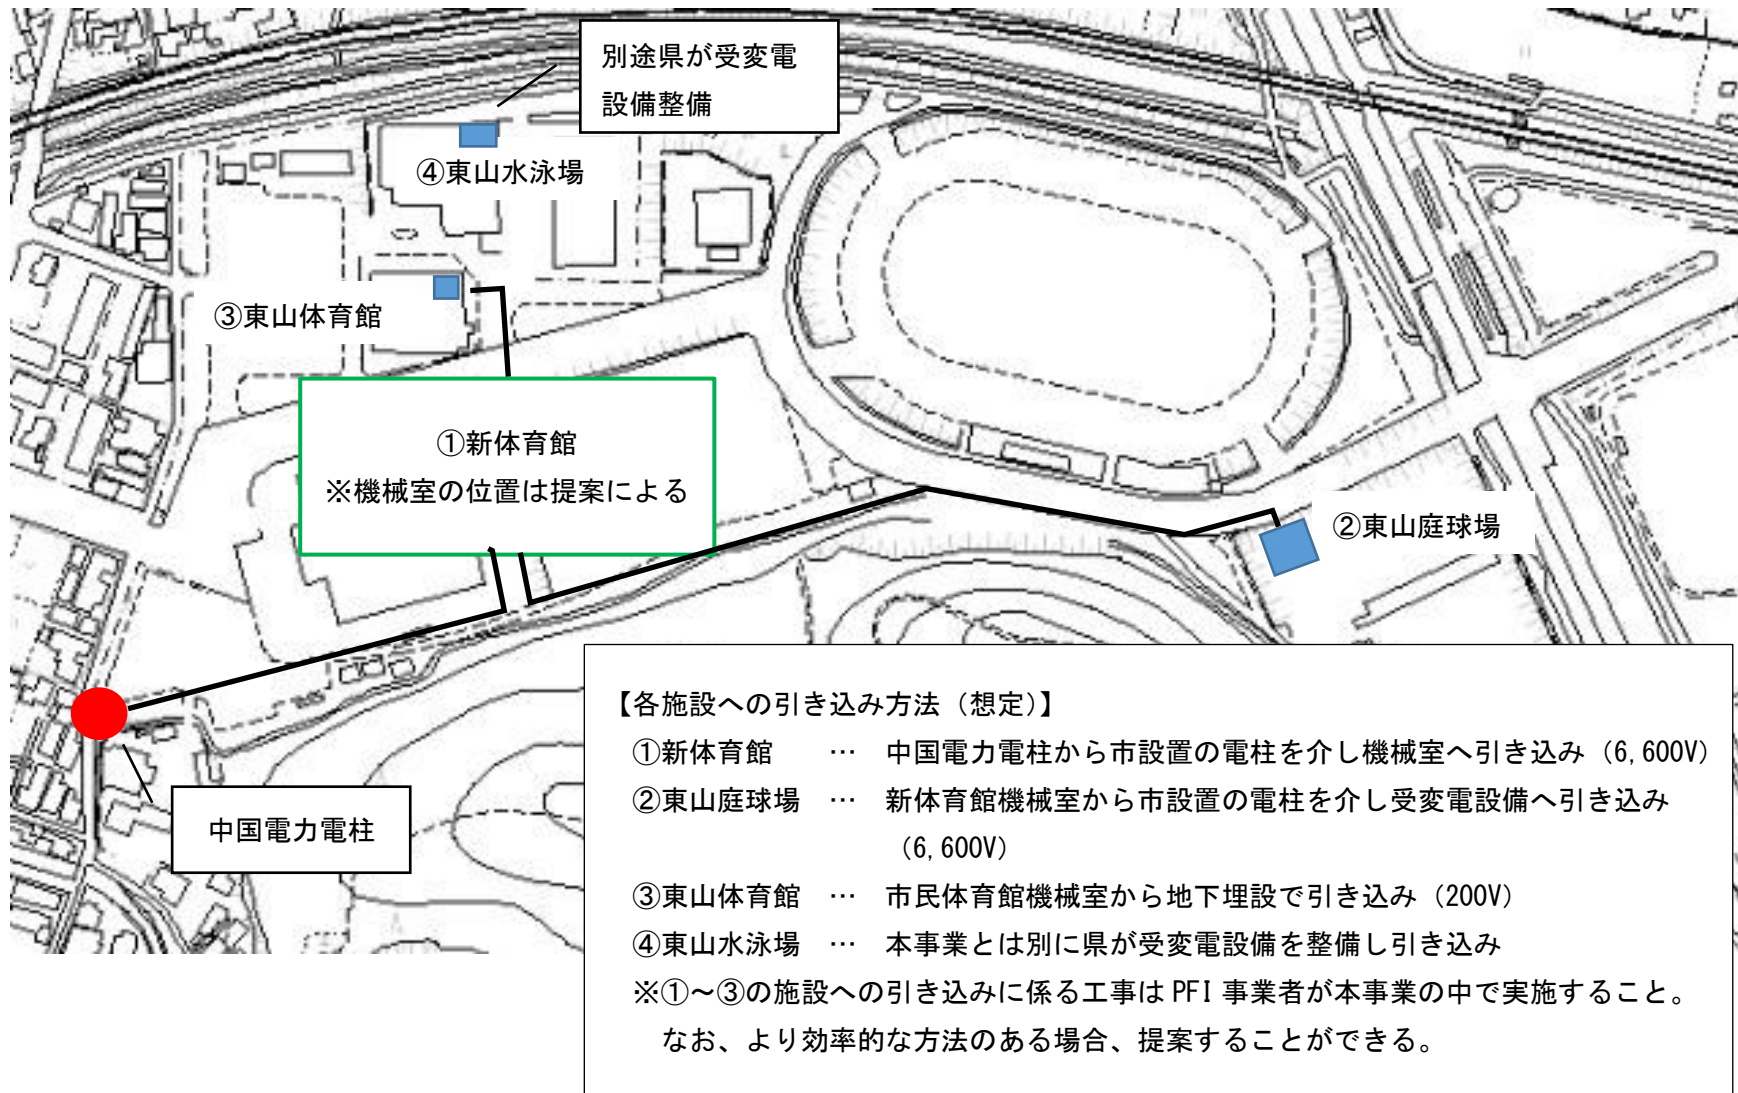 別途県が受変電
設備整備
④東山水泳場
③東山体育館
①新体育館
※機械室の位置は提案による
②東山庭球場
中国電力電柱
【各施設への引き込み方法（想定）】
①新体育館 … 中国電力電柱から市設置の電柱を介し機械室へ引き込み（6,600V）
②東山庭球場 … 新体育館機械室から市設置の電柱を介し受変電設備へ引き込み
（6,600V）
③東山体育館 … 市民体育館機械室から地下埋設で引き込み（200V）
④東山水泳場 … 本事業とは別に県が受変電設備を整備し引き込み
※①～③の施設への引き込みに係る工事は PFI 事業者が本事業の中で実施すること。
なお、より効率的な方法のある場合、提案することができる。